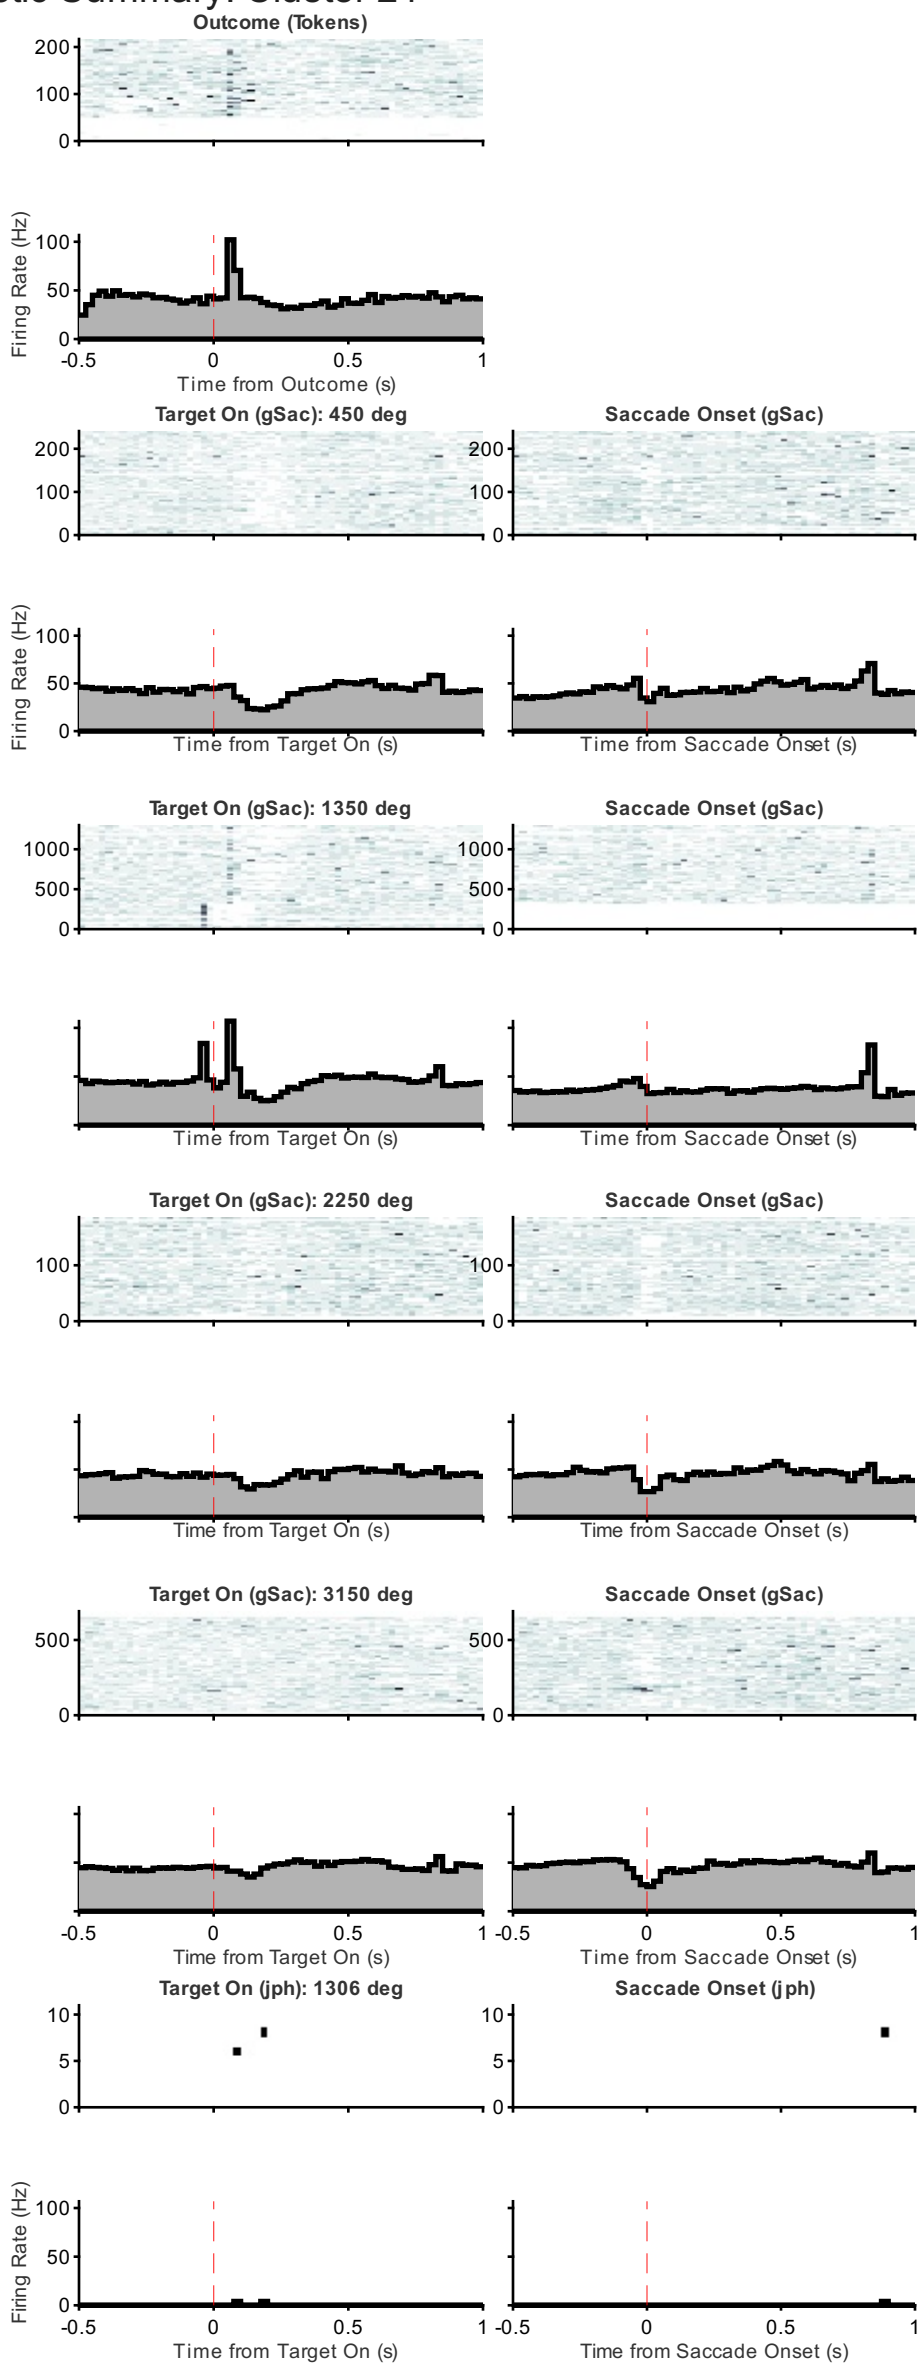 Outcome (Tokens)
200
100
0
Firing Rate (Hz)
100
50
0
-0.5 0 0.5 1
Time from Outcome (s)
Target On (gSac): 450 deg Saccade Onset (gSac)
200 200
100 100
0 0
Firing Rate (Hz)
100
50
0
Time from Target On (s) Time from Saccade Onset (s)
Target On (gSac): 1350 deg Saccade Onset (gSac)
1000 1000
500 500
0 0
Time from Target On (s) Time from Saccade Onset (s)
Target On (gSac): 2250 deg Saccade Onset (gSac)
100 100
0 0
Time from Target On (s) Time from Saccade Onset (s)
Target On (gSac): 3150 deg Saccade Onset (gSac)
500 500
0 0
-0.5 0 0.5 1 -0.5 0 0.5 1
Time from Target On (s) Time from Saccade Onset (s)
Target On (jph): 1306 deg Saccade Onset (jph)
10 10
5 5
0 0
Firing Rate (Hz)
100
50
0
-0.5 0 0.5 1 -0.5 0 0.5 1
Time from Target On (s) Time from Saccade Onset (s)